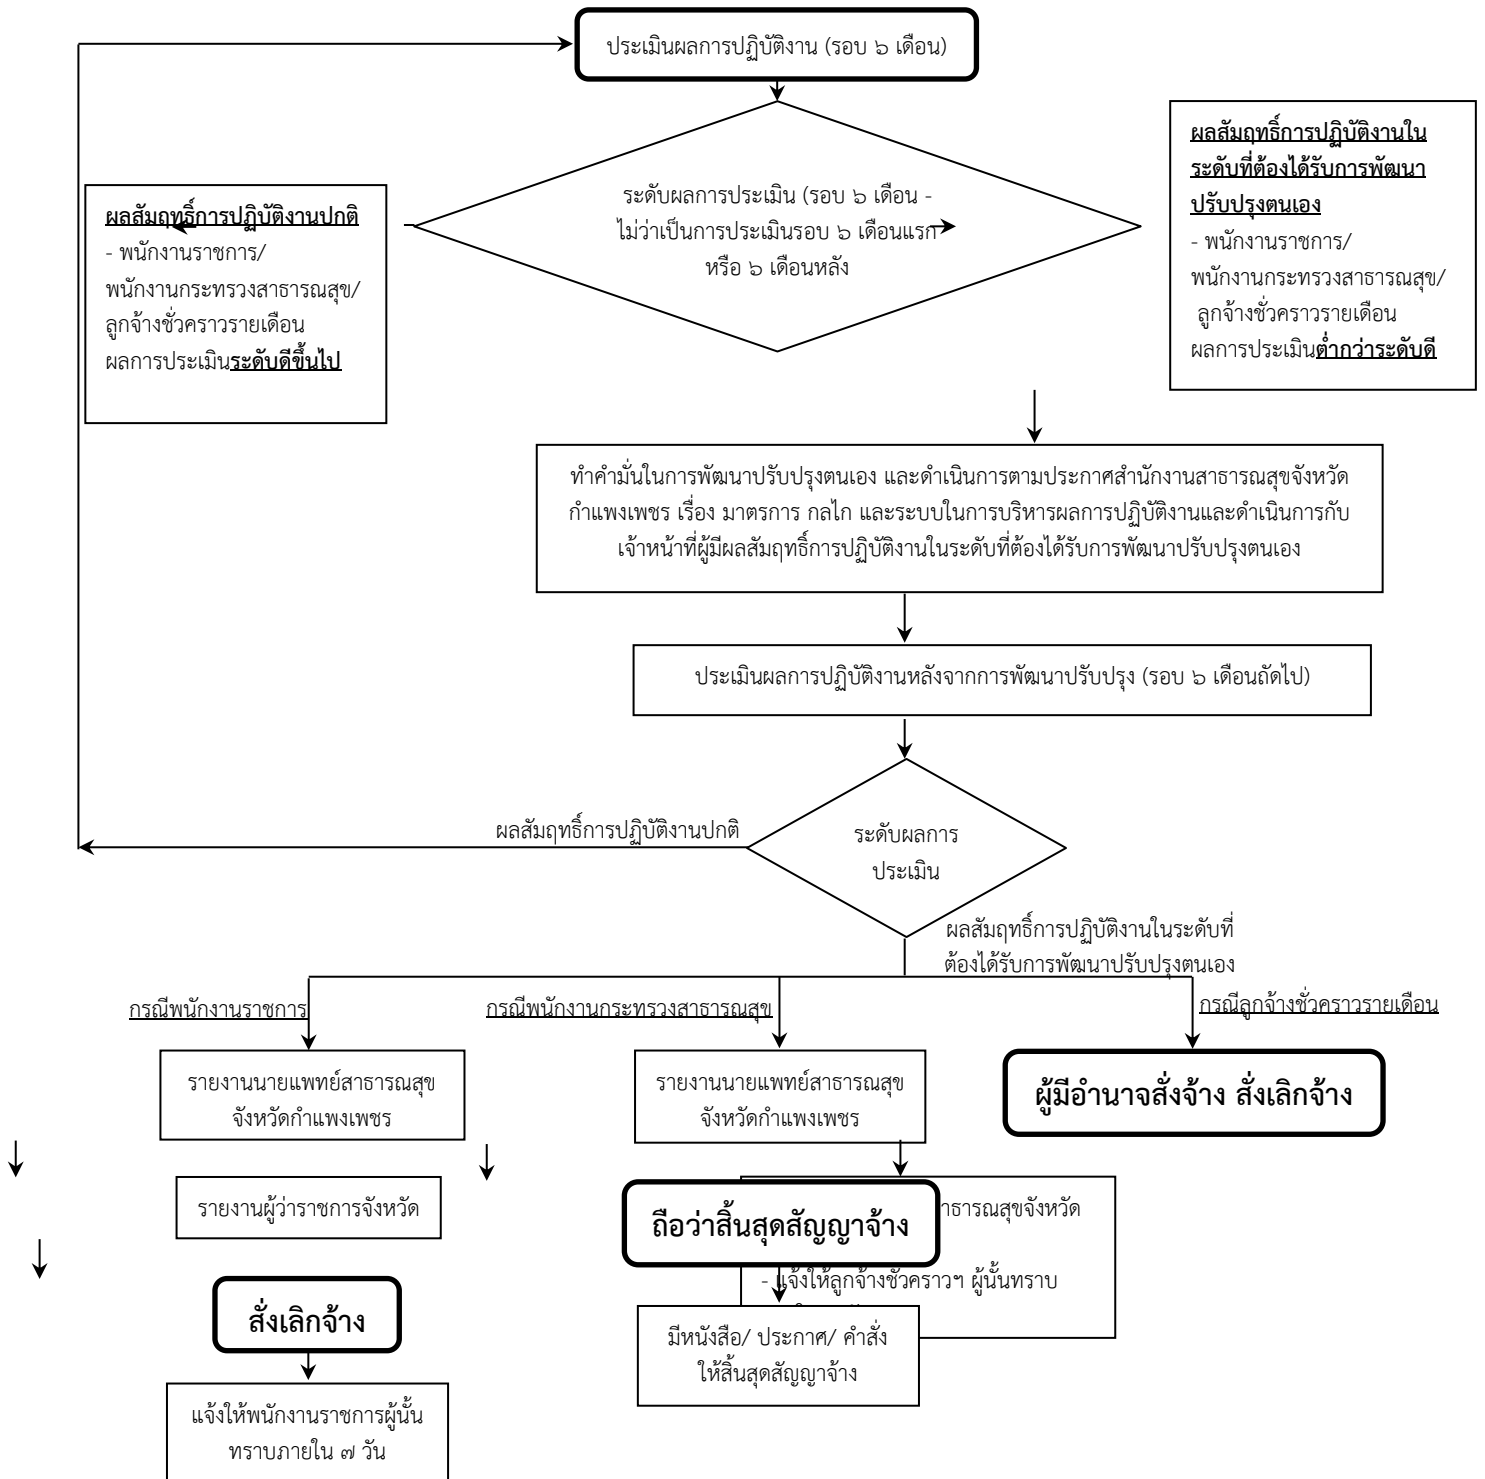 ประเมินผลการปฏิบัติงาน (รอบ ๖ เดือน)
ระดับผลการประเมิน (รอบ ๖ เดือน -
ไม่ว่าเป็นการประเมินรอบ ๖ เดือนแรก
หรือ ๖ เดือนหลัง
ผลสัมฤทธิ์การปฏิบัติงานปกติ
- พนักงานราชการ/
พนักงานกระทรวงสาธารณสุข/
ลูกจ้างชั่วคราวรายเดือน
ผลการประเมินระดับดีขึ้นไป
ผลสัมฤทธิ์การปฏิบัติงานใน
ระดับที่ต้องได้รับการพัฒนา
ปรับปรุงตนเอง
- พนักงานราชการ/
พนักงานกระทรวงสาธารณสุข/
ลูกจ้างชั่วคราวรายเดือน
ผลการประเมินต่ำกว่าระดับดี
ทำคำมั่นในการพัฒนาปรับปรุงตนเอง และดำเนินการตามประกาศสำนักงานสาธารณสุขจังหวัด
กำแพงเพชร เรื่อง มาตรการ กลไก และระบบในการบริหารผลการปฏิบัติงานและดำเนินการกับ
เจ้าหน้าที่ผู้มีผลสัมฤทธิ์การปฏิบัติงานในระดับที่ต้องได้รับการพัฒนาปรับปรุงตนเอง
ประเมินผลการปฏิบัติงานหลังจากการพัฒนาปรับปรุง (รอบ ๖ เดือนถัดไป)
ผลสัมฤทธิ์การปฏิบัติงานปกติ
ระดับผลการ
ประเมิน
ผลสัมฤทธิ์การปฏิบัติงานในระดับที่
ต้องได้รับการพัฒนาปรับปรุงตนเอง
กรณีพนักงานราชการ
กรณีพนักงานกระทรวงสาธารณสุข
กรณีลูกจ้างชั่วคราวรายเดือน
รายงานนายแพทย์สาธารณสุข
จังหวัดกำแพงเพชร
รายงานนายแพทย์สาธารณสุข
จังหวัดกำแพงเพชร
ผู้มีอำนาจสั่งจ้าง สั่งเลิกจ้าง
รายงานผู้ว่าราชการจังหวัด
ถือว่าสิ้นสุดสัญญาจ้าง
าธารณสุขจังหวัด
- แจ้งให้ลูกจ้างชั่วคราวฯ ผู้นั้นทราบ
สั่งเลิกจ้าง
มีหนังสือ/ ประกาศ/ คำสั่ง
ให้สิ้นสุดสัญญาจ้าง
แจ้งให้พนักงานราชการผู้นั้น
ทราบภายใน ๗ วัน